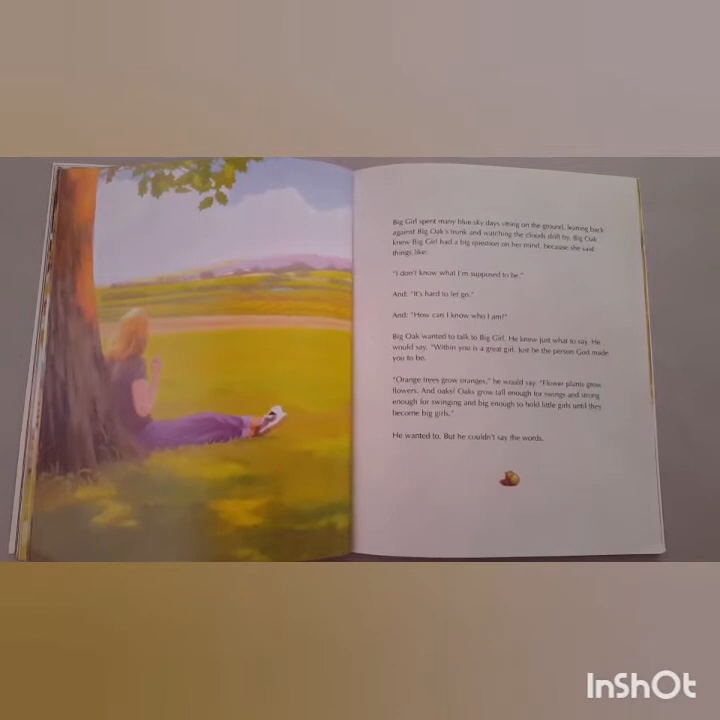 Big Girl spent many blue-sky days sitting on the ground, leaning back
against Big Oak's trunk and watching the clouds drift by. Big Oak
knew Big Girl had a big question on her mind, because she said
things like:
"I don't know what I'm supposed to be."
And: "It's hard to let go."
And: "How can I know who I am?"
Big Oak wanted to talk to Big Girl. He knew just what to say. He
would say, "Within you is a great girl. Just be the person God made
you to be.
"Orange trees grow oranges," he would say. "Flower plants grow
flowers. And oaks? Oaks grow tall enough for swings and strong
enough for swinging and big enough to hold little girls until they
become big girls."
He wanted to. But he couldn't say the words.
InShOt